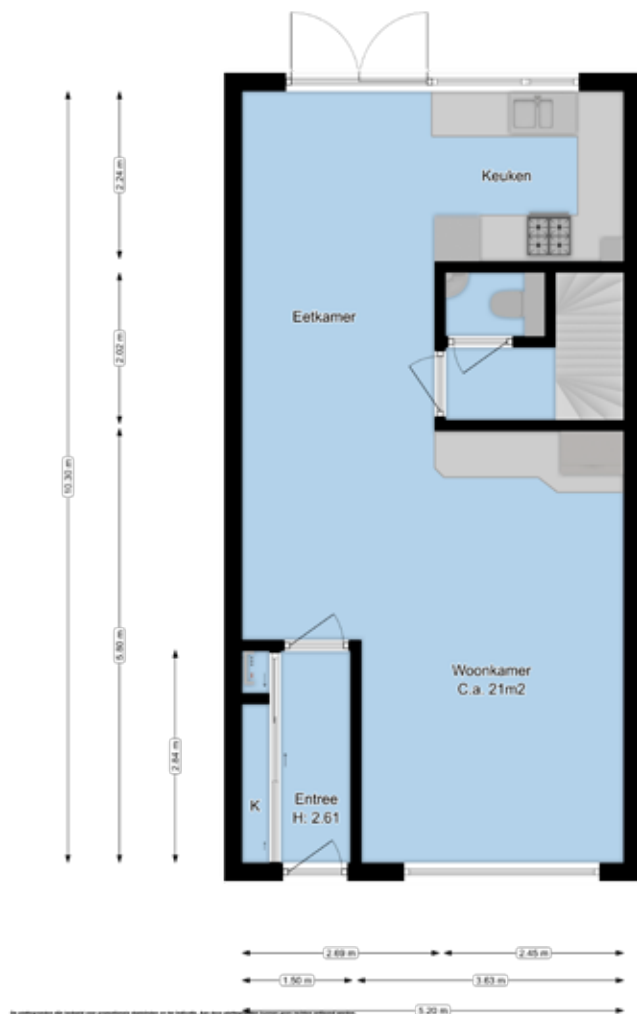 Keuken
2.24 m
Eetkamer
2.02 m
10.30 m
5.80 m
Woonkamer
C.a. 21m2
2.84 m
K
Entree
H: 2.61
2.69 m
2.45 m
1.50 m
3.63 m
5.20 m